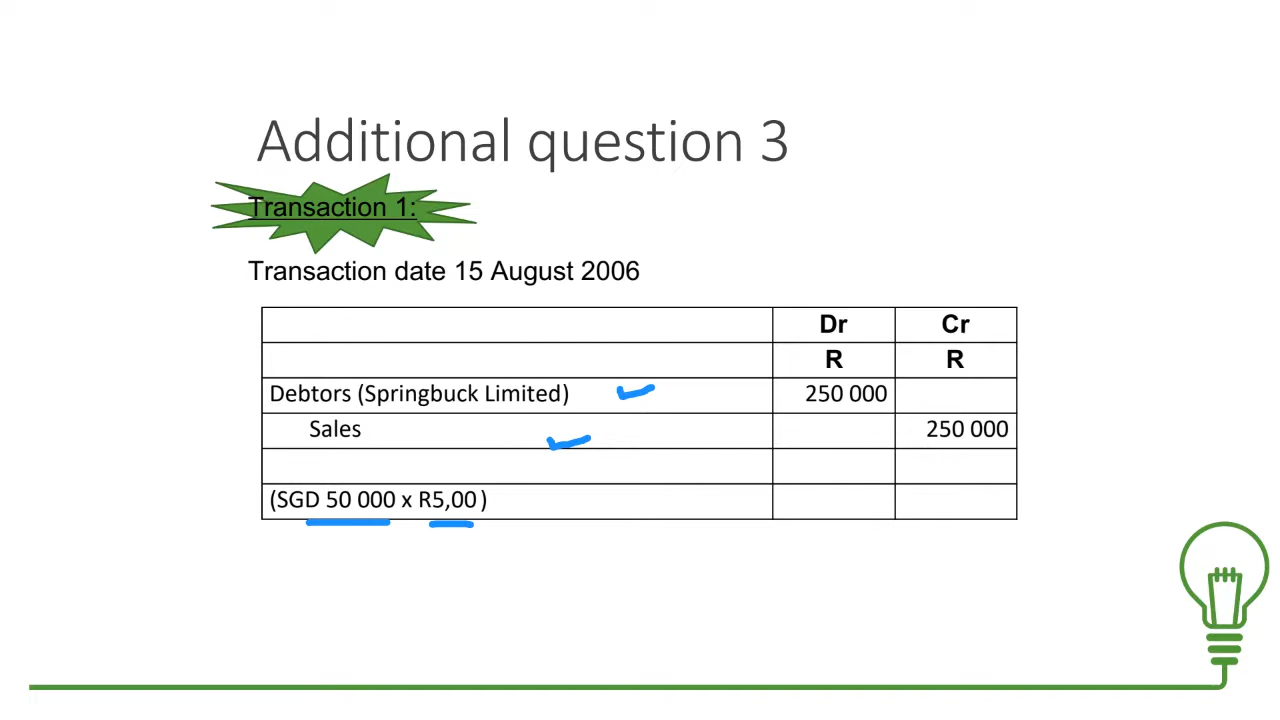 Additional question 3
Transaction 1:
Transaction date 15 August 2006
Dr Cr
R R
Debtors (Springbuck Limited) 250 000
Sales 250 000
(SGD 50 000 x R5,00 )